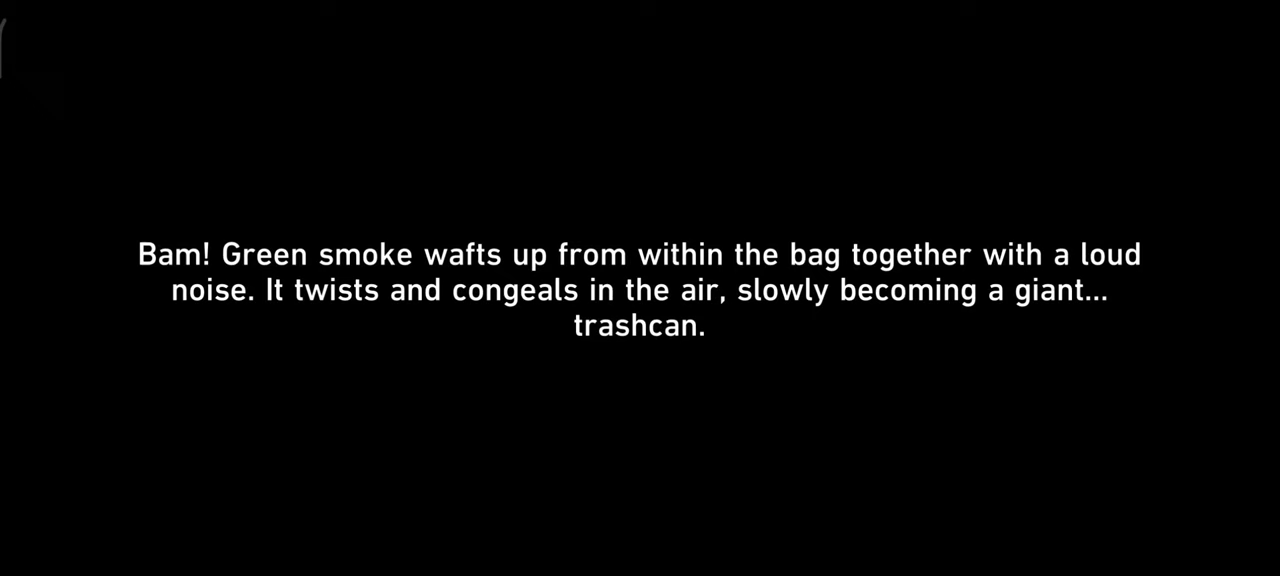 Bam! Green smoke wafts up from within the bag together with a loud
noise. It twists and congeals in the air, slowly becoming a giant...
trashcan.